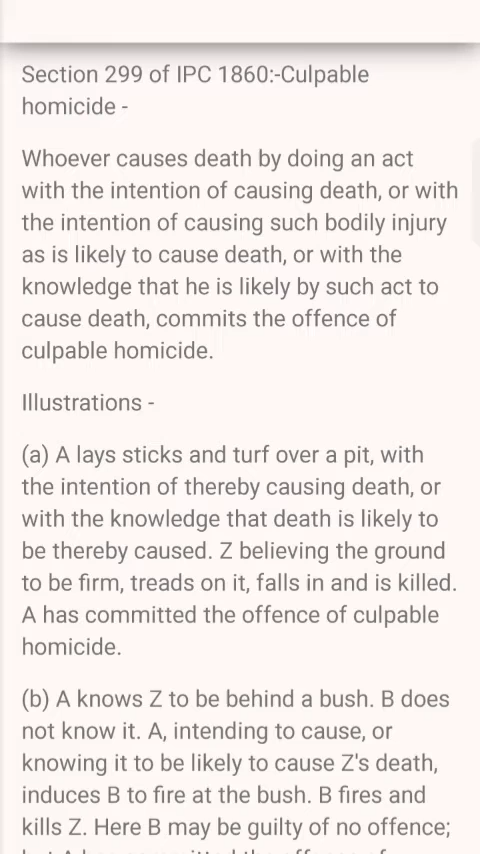 Section 299 of IPC 1860:-Culpable
homicide -
Whoever causes death by doing an act
with the intention of causing death, or with
the intention of causing such bodily injury
as is likely to cause death, or with the
knowledge that he is likely by such act to
cause death, commits the offence of
culpable homicide.
Illustrations -
(a) A lays sticks and turf over a pit, with
the intention of thereby causing death, or
with the knowledge that death is likely to
be thereby caused. Z believing the ground
to be firm, treads on it, falls in and is killed.
A has committed the offence of culpable
homicide.
(b) A knows Z to be behind a bush. B does
not know it. A, intending to cause, or
knowing it to be likely to cause Z's death,
induces B to fire at the bush. B fires and
kills Z. Here B may be guilty of no offence;